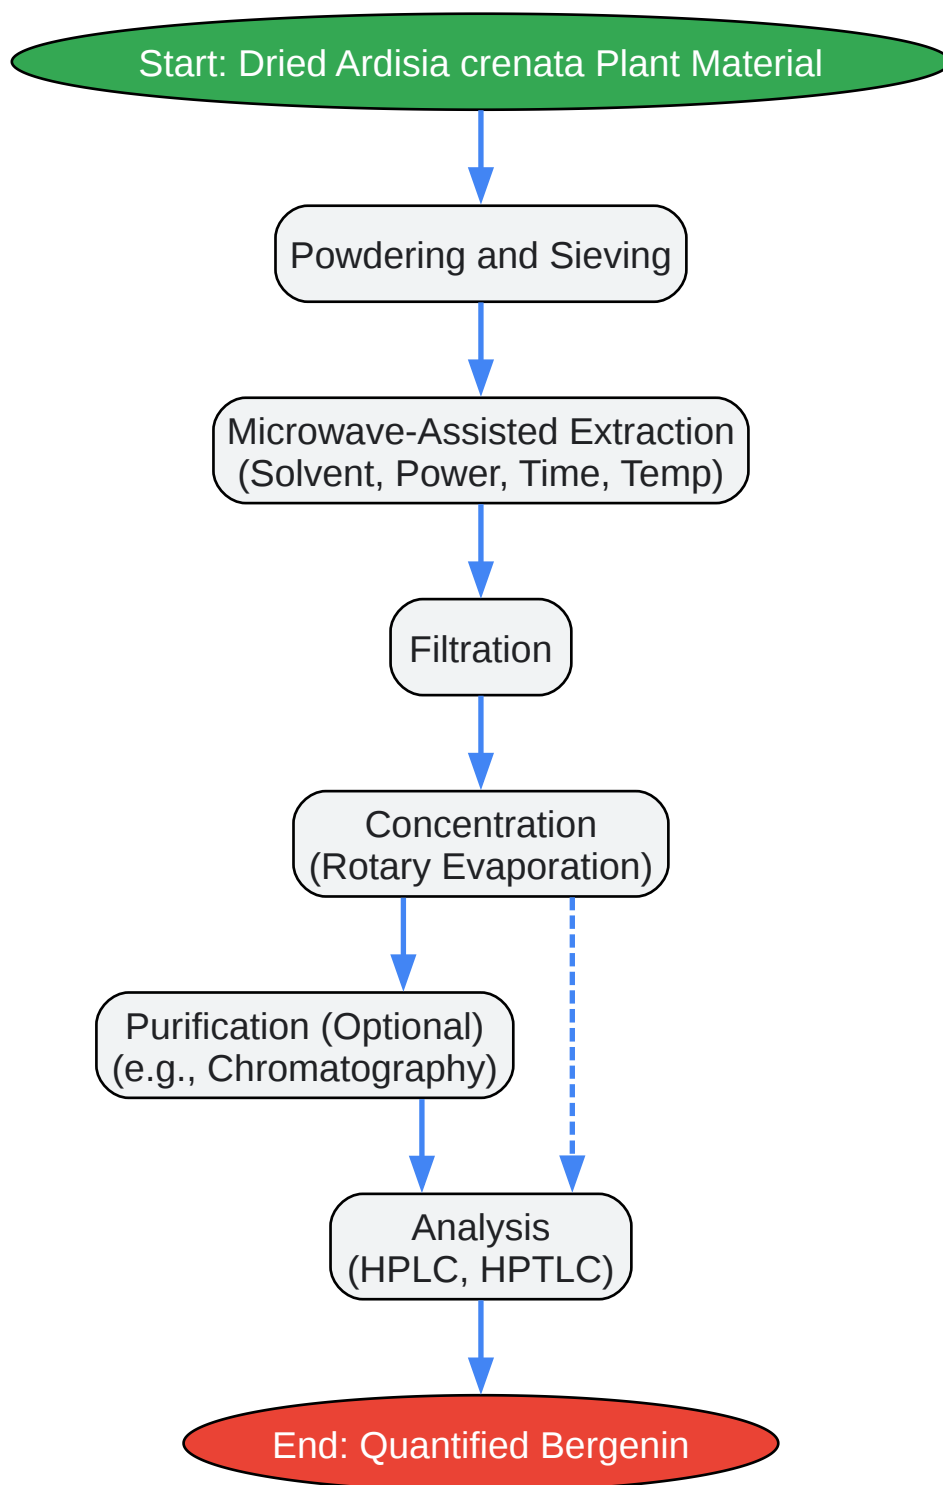 Start: Dried Ardisia crenata Plant Material
Powdering and Sieving
Microwave-Assisted Extraction
(Solvent, Power, Time, Temp)
Filtration
Concentration
(Rotary Evaporation)
Purification (Optional)
(e.g., Chromatography)
Analysis
(HPLC, HPTLC)
End: Quantified Bergenin